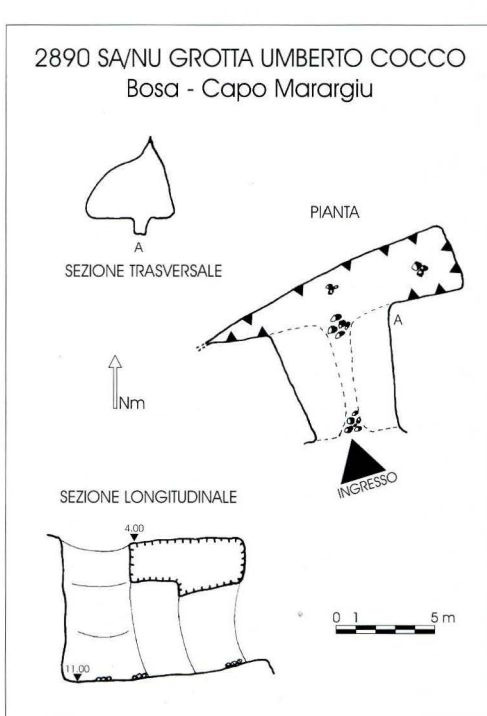 2890 SA/NU GROTTA UMBERTO COCCO
Bosa - Capo Marargiu
A
SEZIONE TRASVERSALE
PIANTA
A
Nm
INGRESSO
SEZIONE LONGITUDINALE
4.00
11.00
0 1 5 m